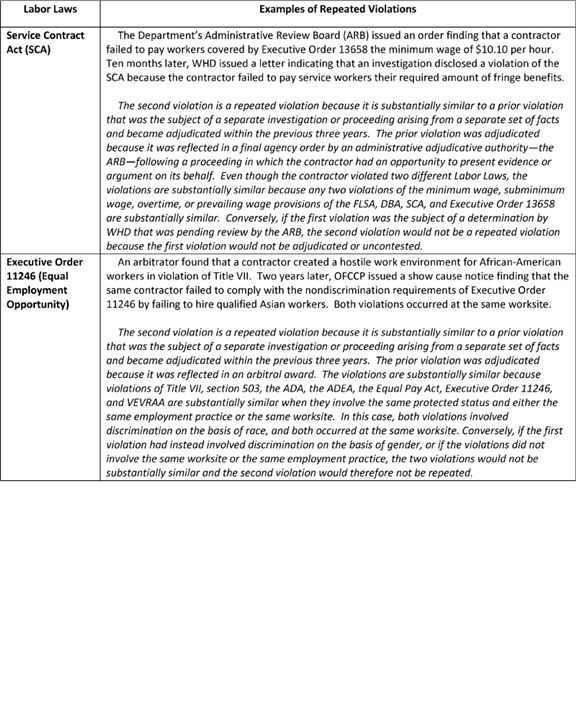 Labor Laws
Examples of Repeated Violations
Service Contract
Act (SCA)
The Department's Administrative Review Board (ARB) issued an order finding that a contractor
failed to pay workers covered by Executive Order 13658 the minimum wage of $10.10 per hour.
Ten months later, WHD issued a letter indicating that an investigation disclosed a violation of the
SCA because the contractor failed to pay service workers their required amount of fringe benefits.
The second violation is a repeated violation because it is substantially similar to a prior violation
that was the subject of a separate investigation or proceeding arising from a separate set of facts
and became adjudicated within the previous three years. The prior violation was adjudicated
because it was reflected in a final agency order by an administrative adjudicative authority—the
ARB—following a proceeding in which the contractor had an opportunity to present evidence or
argument on its behalf. Even though the contractor violated two different Labor Laws, the
violations are substantially similar because any two violations of the minimum wage, subminimum
wage, overtime, or prevailing wage provisions of the FLSA, DBA, SCA, and Executive Order 13658
are substantially similar. Conversely, if the first violation was the subject of a determination by
WHD that was pending review by the ARB, the second violation would not be a repeated violation
because the first violation would not be adjudicated or uncontested.
Executive Order
11246 (Equal
Employment
Opportunity)
An arbitrator found that a contractor created a hostile work environment for African-American
workers in violation of Title VII. Two years later, OFCCP issued a show cause notice finding that the
same contractor failed to comply with the nondiscrimination requirements of Executive Order
11246 by failing to hire qualified Asian workers. Both violations occurred at the same worksite.
The second violation is a repeated violation because it is substantially similar to a prior violation
that was the subject of a separate investigation or proceeding arising from a separate set of facts
and became adjudicated within the previous three years. The prior violation was adjudicated
because it was reflected in an arbitral award. The violations are substantially similar because
violations of Title VII, section 503, the ADA, the ADEA, the Equal Pay Act, Executive Order 11246,
and VEVRAA are substantially similar when they involve the same protected status and either the
same employment practice or the same worksite. In this case, both violations involved
discrimination on the basis of race, and both occurred at the same worksite. Conversely, if the first
violation had instead involved discrimination on the basis of gender, or if the violations did not
involve the same worksite or the same employment practice, the two violations would not be
substantially similar and the second violation would therefore not be repeated.